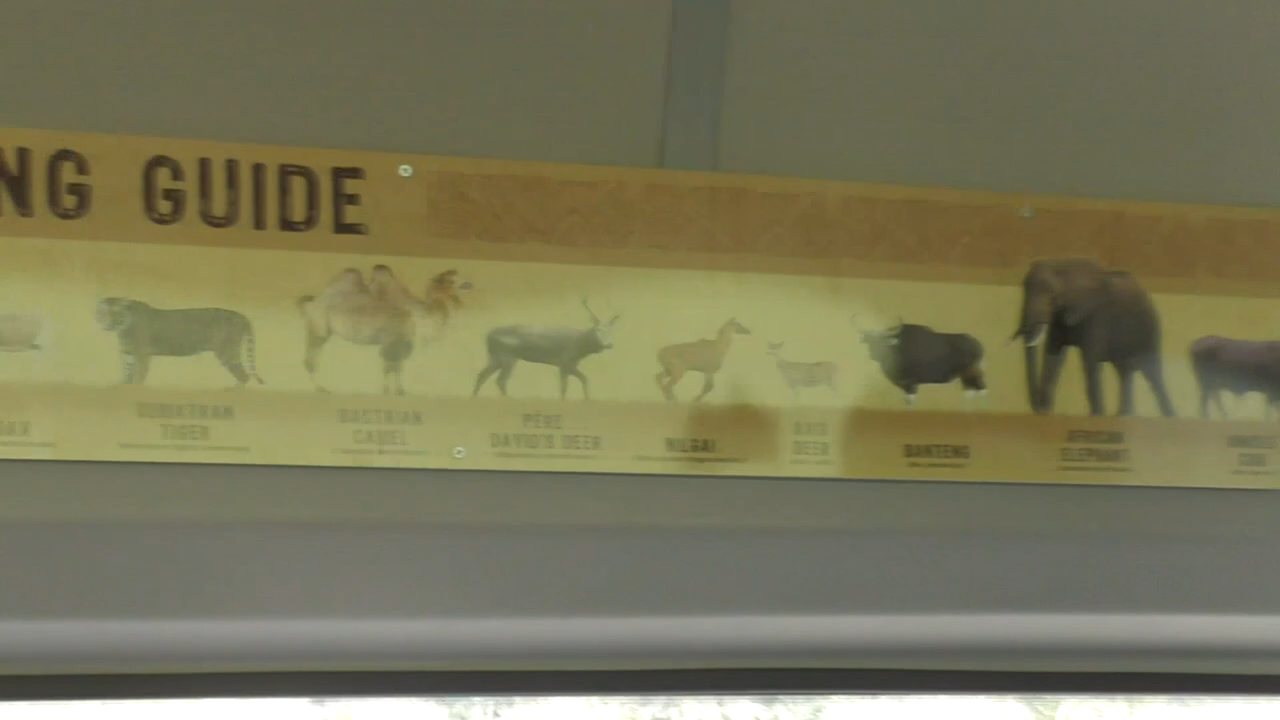 NG GUIDE
SUMATRAN
TIGER
BACTRIAN
CAMEL
PÈRE
DAVID'S DEER
NILGAI
AXIS
DEER
BANTENG
AFRICAN
ELEPHANT